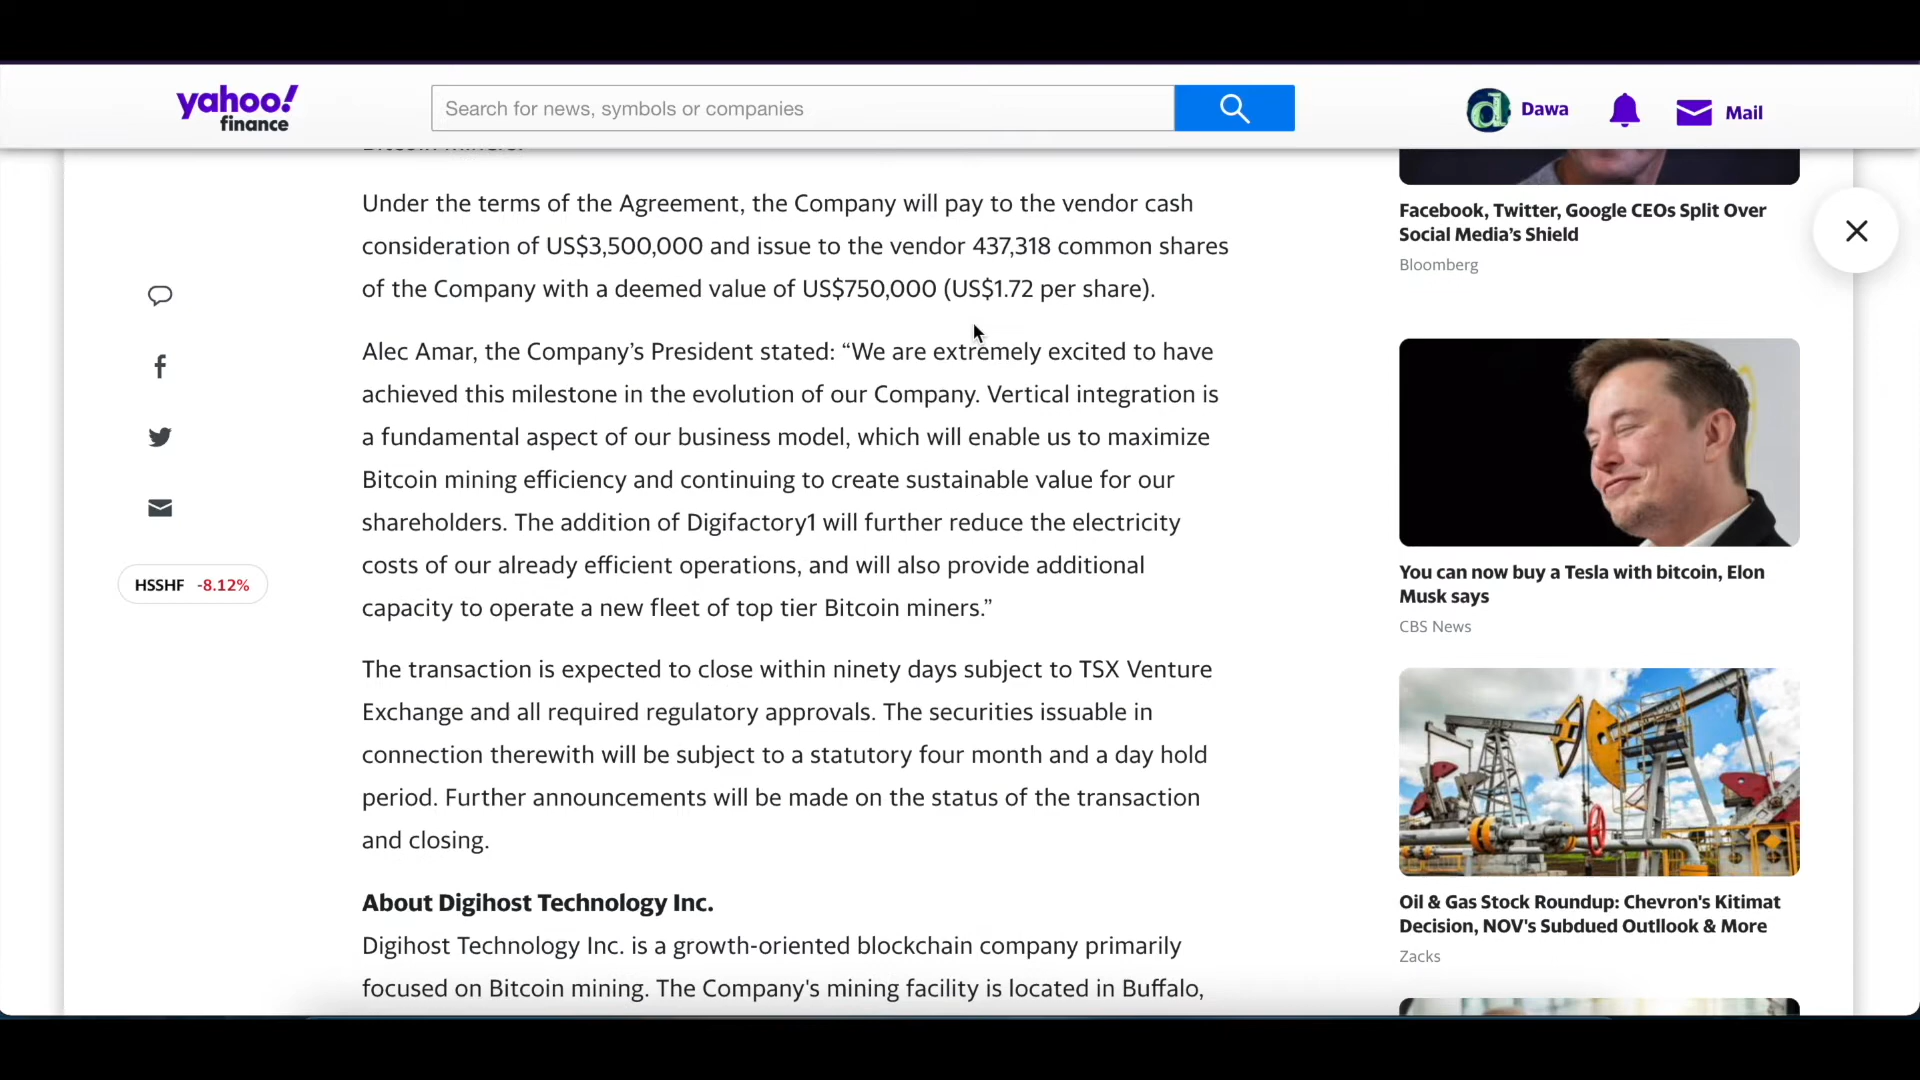 yahoo!
finance
Search for news, symbols or companies
Dawa
Mail
Under the terms of the Agreement, the Company will pay to the vendor cash
consideration of US$3,500,000 and issue to the vendor 437,318 common shares
of the Company with a deemed value of US$750,000 (US$1.72 per share).
Alec Amar, the Company’s President stated: “We are extremely excited to have
achieved this milestone in the evolution of our Company. Vertical integration is
a fundamental aspect of our business model, which will enable us to maximize
Bitcoin mining efficiency and continuing to create sustainable value for our
shareholders. The addition of Digifactory1 will further reduce the electricity
costs of our already efficient operations, and will also provide additional
capacity to operate a new fleet of top tier Bitcoin miners.”
HSSHF -8.12%
The transaction is expected to close within ninety days subject to TSX Venture
Exchange and all required regulatory approvals. The securities issuable in
connection therewith will be subject to a statutory four month and a day hold
period. Further announcements will be made on the status of the transaction
and closing.
About Digihost Technology Inc.
Digihost Technology Inc. is a growth-oriented blockchain company primarily
focused on Bitcoin mining. The Company's mining facility is located in Buffalo,
Facebook, Twitter, Google CEOs Split Over
Social Media’s Shield
Bloomberg
You can now buy a Tesla with bitcoin, Elon
Musk says
CBS News
Oil & Gas Stock Roundup: Chevron's Kitimat
Decision, NOV's Subdued Outllook & More
Zacks